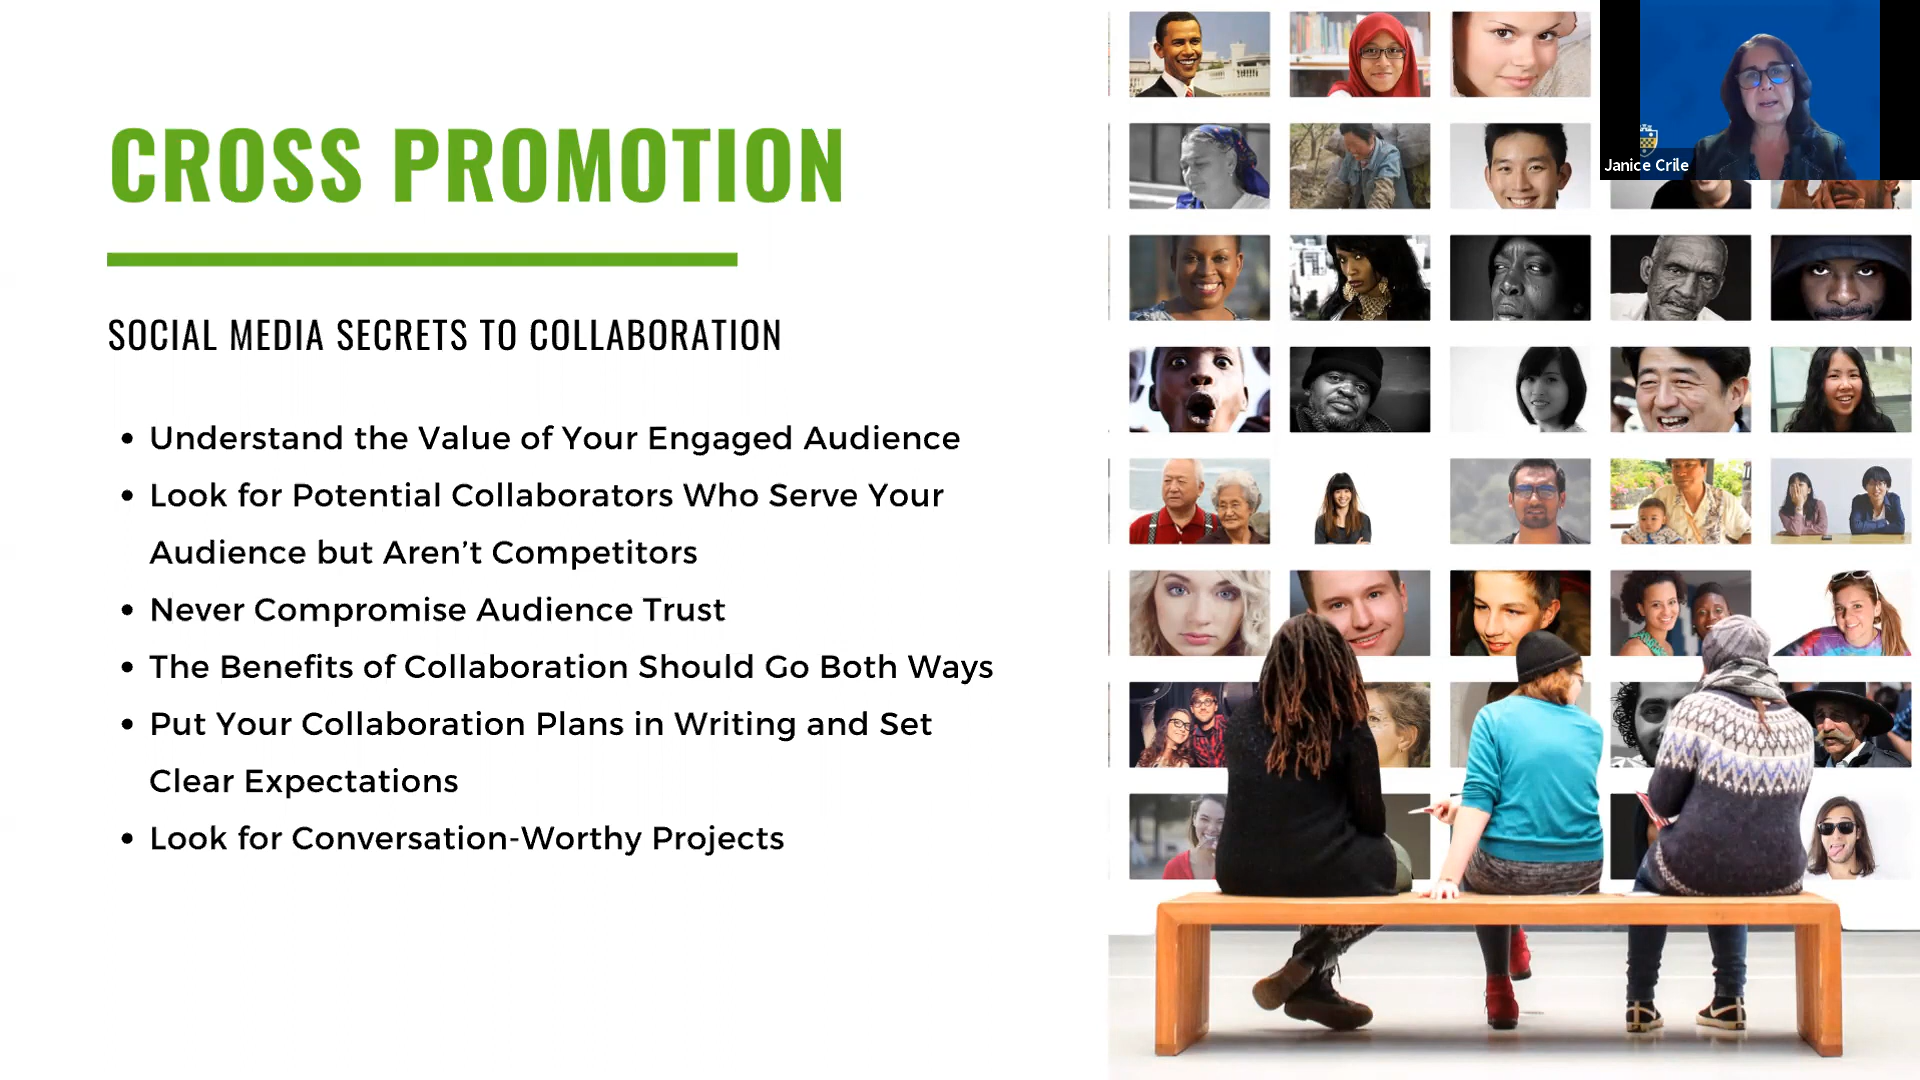 CROSS PROMOTION
SOCIAL MEDIA SECRETS TO COLLABORATION
• Understand the Value of Your Engaged Audience
• Look for Potential Collaborators Who Serve Your
Audience but Aren’t Competitors
• Never Compromise Audience Trust
• The Benefits of Collaboration Should Go Both Ways
• Put Your Collaboration Plans in Writing and Set
Clear Expectations
• Look for Conversation-Worthy Projects
Janice Crile